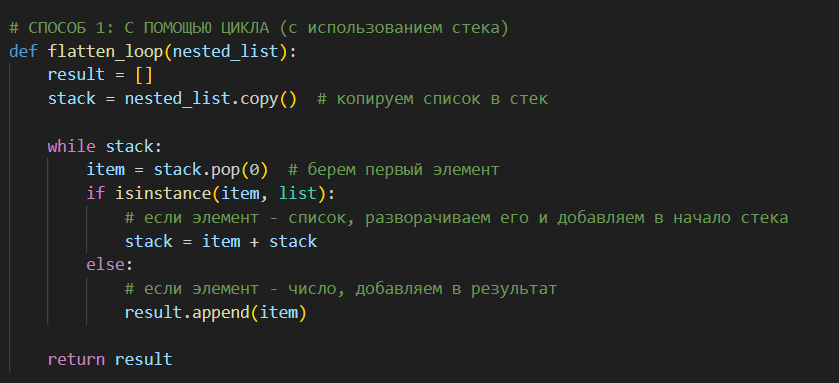 # СПОСОБ 1: С ПОМОЩЬЮ ЦИКЛА (с использованием стека)
def flatten_loop(nested_list):
    result = []
    stack = nested_list.copy()  # копируем список в стек

    while stack:
        item = stack.pop(0)  # берем первый элемент
        if isinstance(item, list):
            # если элемент - список, разворачиваем его и добавляем в начало стека
            stack = item + stack
        else:
            # если элемент - число, добавляем в результат
            result.append(item)

    return result